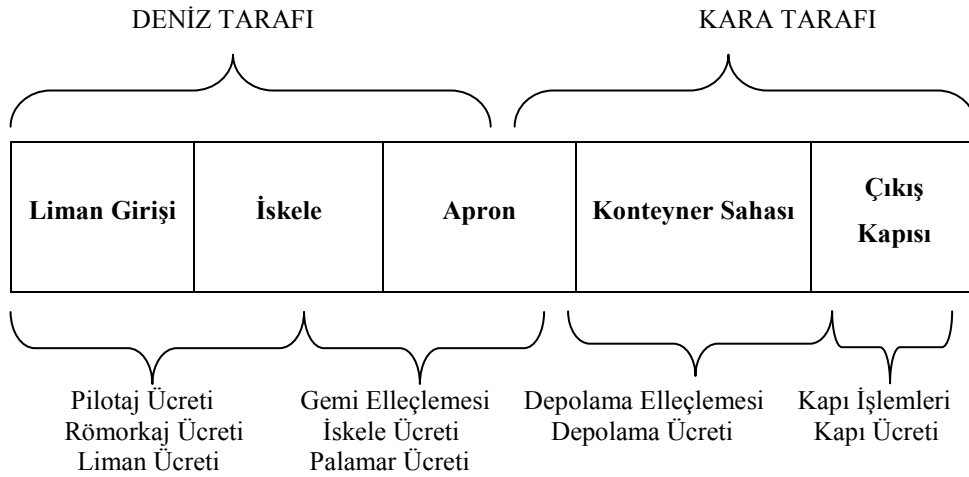 DENİZ TARAFI KARA TARAFI
Liman Girişi İskele Apron Konteyner Sahası Çıkış Kapısı
Pilotaj Ücreti Gemi Elleçlemesi Depolama Elleçlemesi Kapı İşlemleri
Römorkaj Ücreti İskele Ücreti Depolama Ücreti Kapı Ücreti
Liman Ücreti Palamar Ücreti